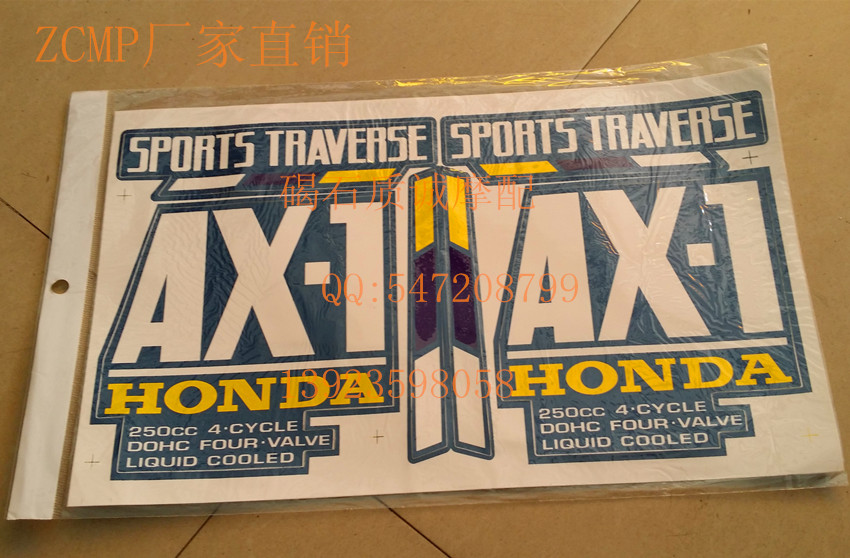 ZCMP厂家直销
SPORTS TRAVERSE
SPORTS TRAVERSE
碣石质诚摩配
AX-1
AX-1
QQ:547208799
HONDA
HONDA
250cc 4·CYCLE
DOHC FOUR·VALVE
LIQUID COOLED
250cc 4·CYCLE
DOHC FOUR·VALVE
LIQUID COOLED